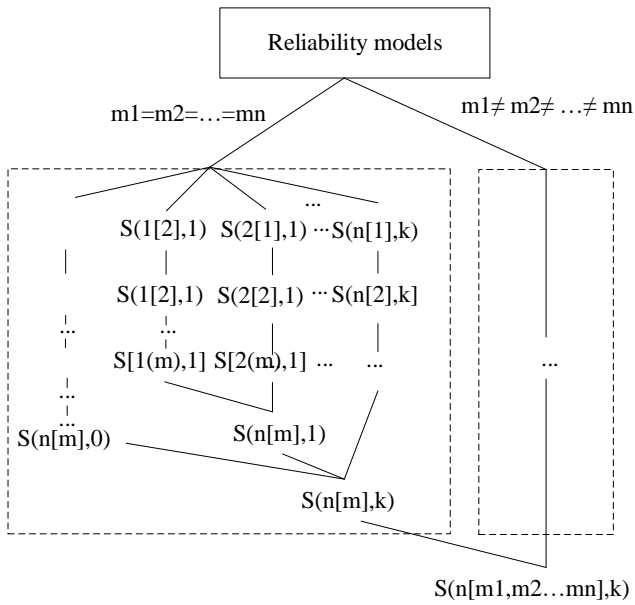 Reliability models
m1=m2=…=mn
m1≠ m2≠ …≠ mn
...
S(1[2],1) S(2[1],1) ...S(n[1],k)
S(1[2],1) S(2[2],1) ...S(n[2],k]
... ...
S[1(m),1] S[2(m),1] ... ... ...
...
...
S(n[m],0) S(n[m],1)
S(n[m],k)
S(n[m1,m2…mn],k)